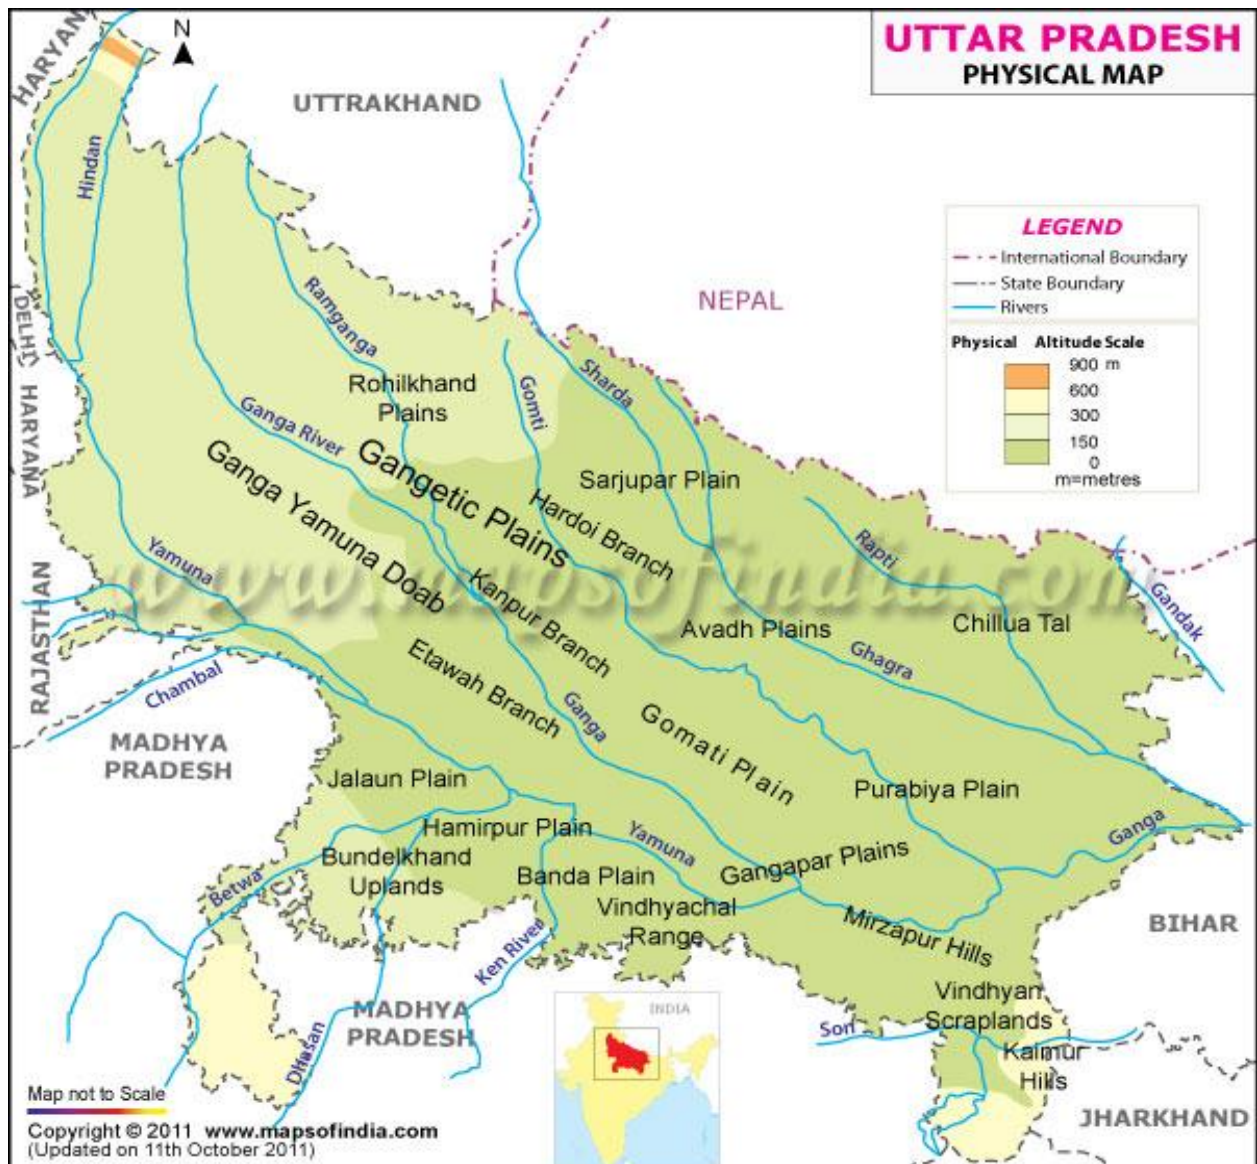 UTTAR PRADESH
PHYSICAL MAP
N
HARYANA
UTTRAKHAND
Hindan
LEGEND
International Boundary
State Boundary
Rivers
NEPAL
Physical Altitude Scale
900 m
600
300
150
0
m=metres
DELHI
HARYANA
Ramganga
Rohilkhand
Plains
Gomti
Sharda
Ganga River
Gangetic Plains
Sarjupar Plain
Ganga Yamuna Doab
Hardoi Branch
Yamuna
Rapti
www.mapsofindia.com
Gandak
RAJASTHAN
Kanpur Branch
Avadh Plains
Chillua Tal
Ghagra
Etawah Branch
Chambal
Ganga
Gomati Plain
MADHYA
PRADESH
Jalaun Plain
Purabiya Plain
Hamirpur Plain
Yamuna
Ganga
Bundelkhand
Uplands
Gangapar Plains
Betwa
Banda Plain
Vindhyachal
Range
Mirzapur Hills
BIHAR
Ken River
MADHYA
PRADESH
Dhasan
INDIA
Vindhyan
Scraplands
Son
Kaimur
Hills
JHARKHAND
Map not to Scale
Copyright © 2011 www.mapsofindia.com
(Updated on 11th October 2011)